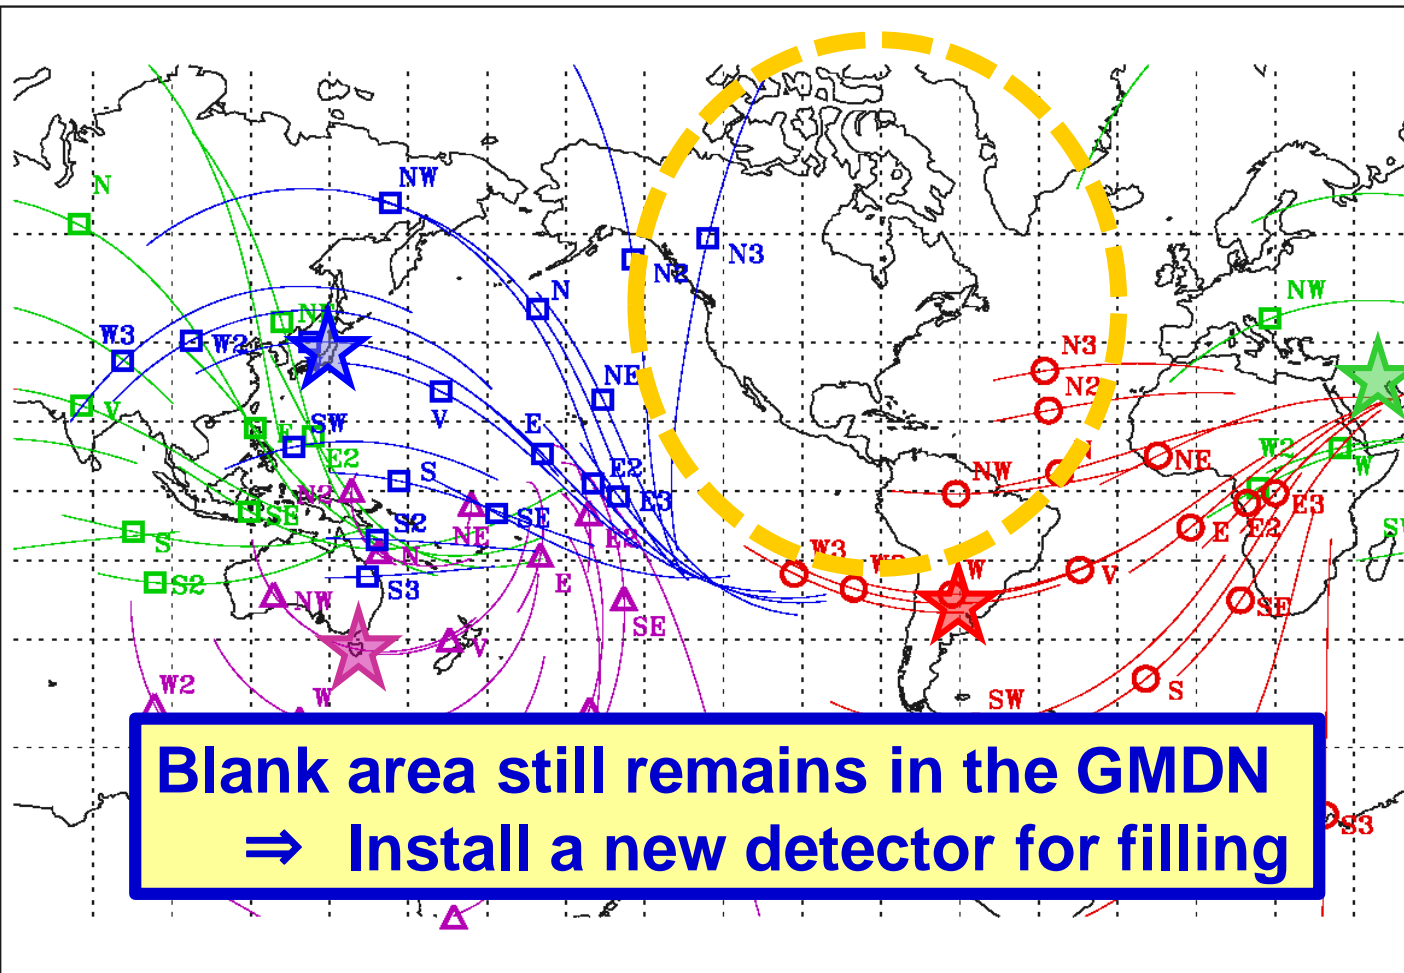 N
NW
N3
N2
N
NW
W3
W2
N3
NE
N2
V
V
SW
E
E
E2
W2
W
NE
S
NW
E2
E3
E3
N2
SE
SE
NE
E2
E
E2
S2
S
N
W3
W
V
E
S2
S3
NW
SE
SE
V
W2
W
S
SW
Blank area still remains in the GMDN
⇒ Install a new detector for filling
S3